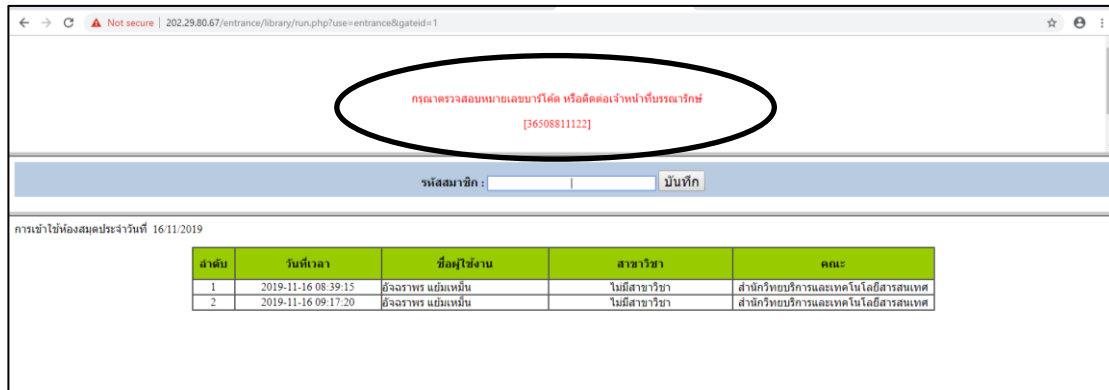 Not secure | 202.29.80.67/entrance/library/run.php?use=entrance&gateid=1
กรุณาตรวจสอบหมายเลขบาร์โค้ด หรือติดต่อเจ้าหน้าที่บรรณารักษ์
[36508811122]
รหัสสมาชิก : บันทึก
การเข้าใช้ห้องสมุดประจำวันที่ 16/11/2019
ลำดับ วันที่เวลา ชื่อผู้ใช้งาน สาขาวิชา คณะ
1 2019-11-16 08:39:15 อัจฉราพร แย้มเหม็น ไม่มีสาขาวิชา สำนักวิทยบริการและเทคโนโลยีสารสนเทศ
2 2019-11-16 09:17:20 อัจฉราพร แย้มเหม็น ไม่มีสาขาวิชา สำนักวิทยบริการและเทคโนโลยีสารสนเทศ